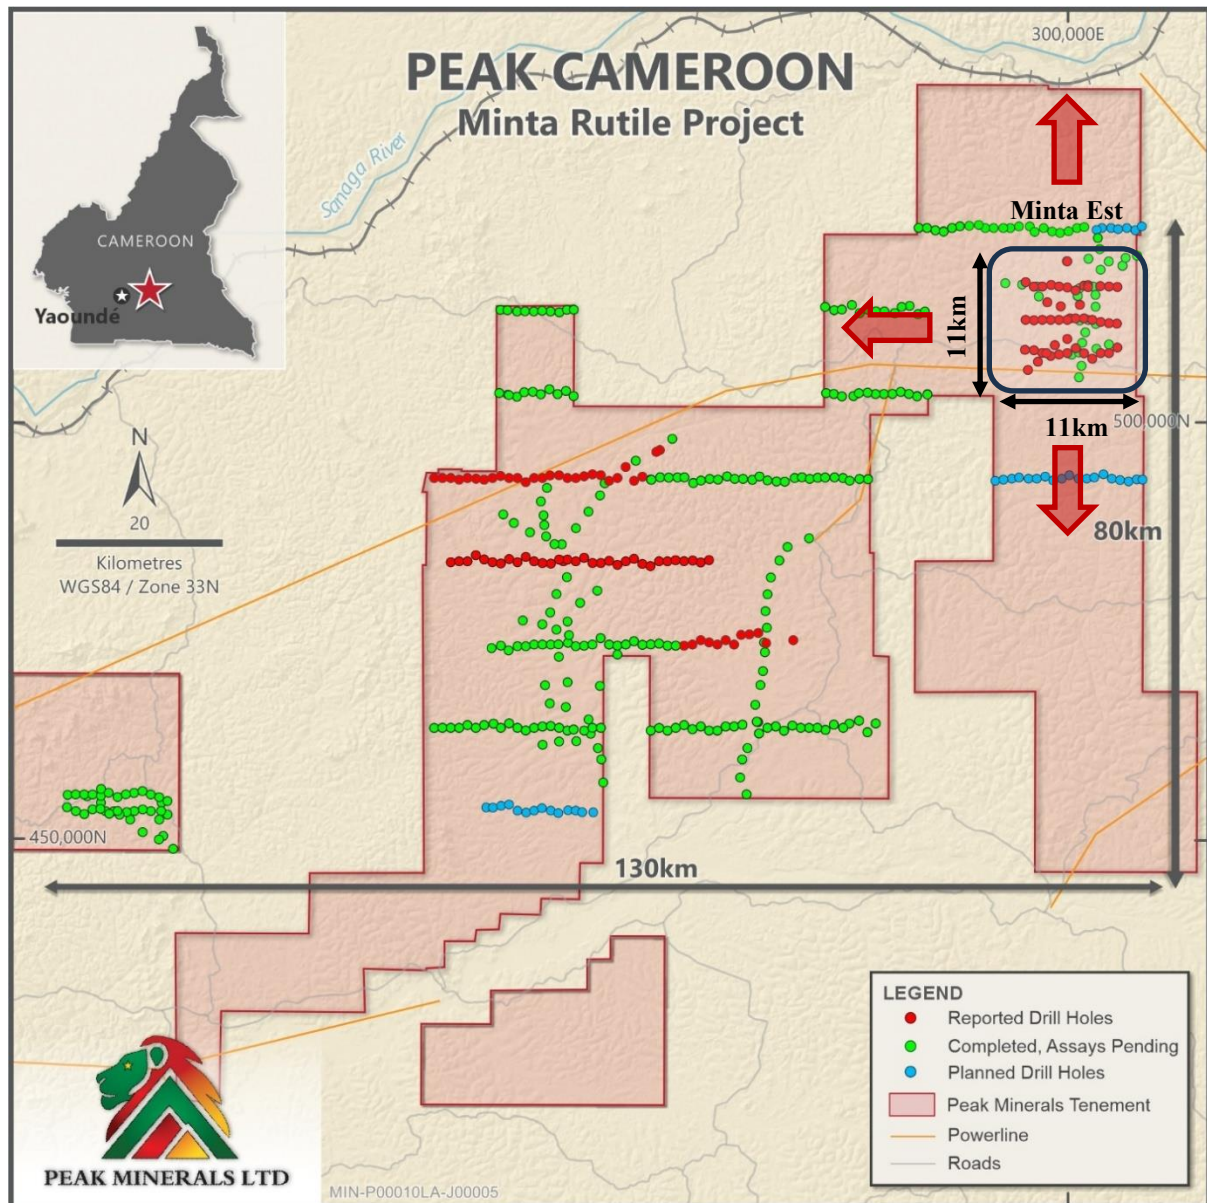 300,000E
PEAK CAMEROON
Minta Rutile Project
Sanaga River
CAMEROON
Yaoundé
Minta Est
11km
11km
500,000N
N
20
Kilometres
WGS84 / Zone 33N
80km
450,000N
130km
LEGEND
Reported Drill Holes
Completed, Assays Pending
Planned Drill Holes
Peak Minerals Tenement
Powerline
Roads
PEAK MINERALS LTD
MIN-P00010LA-J00005